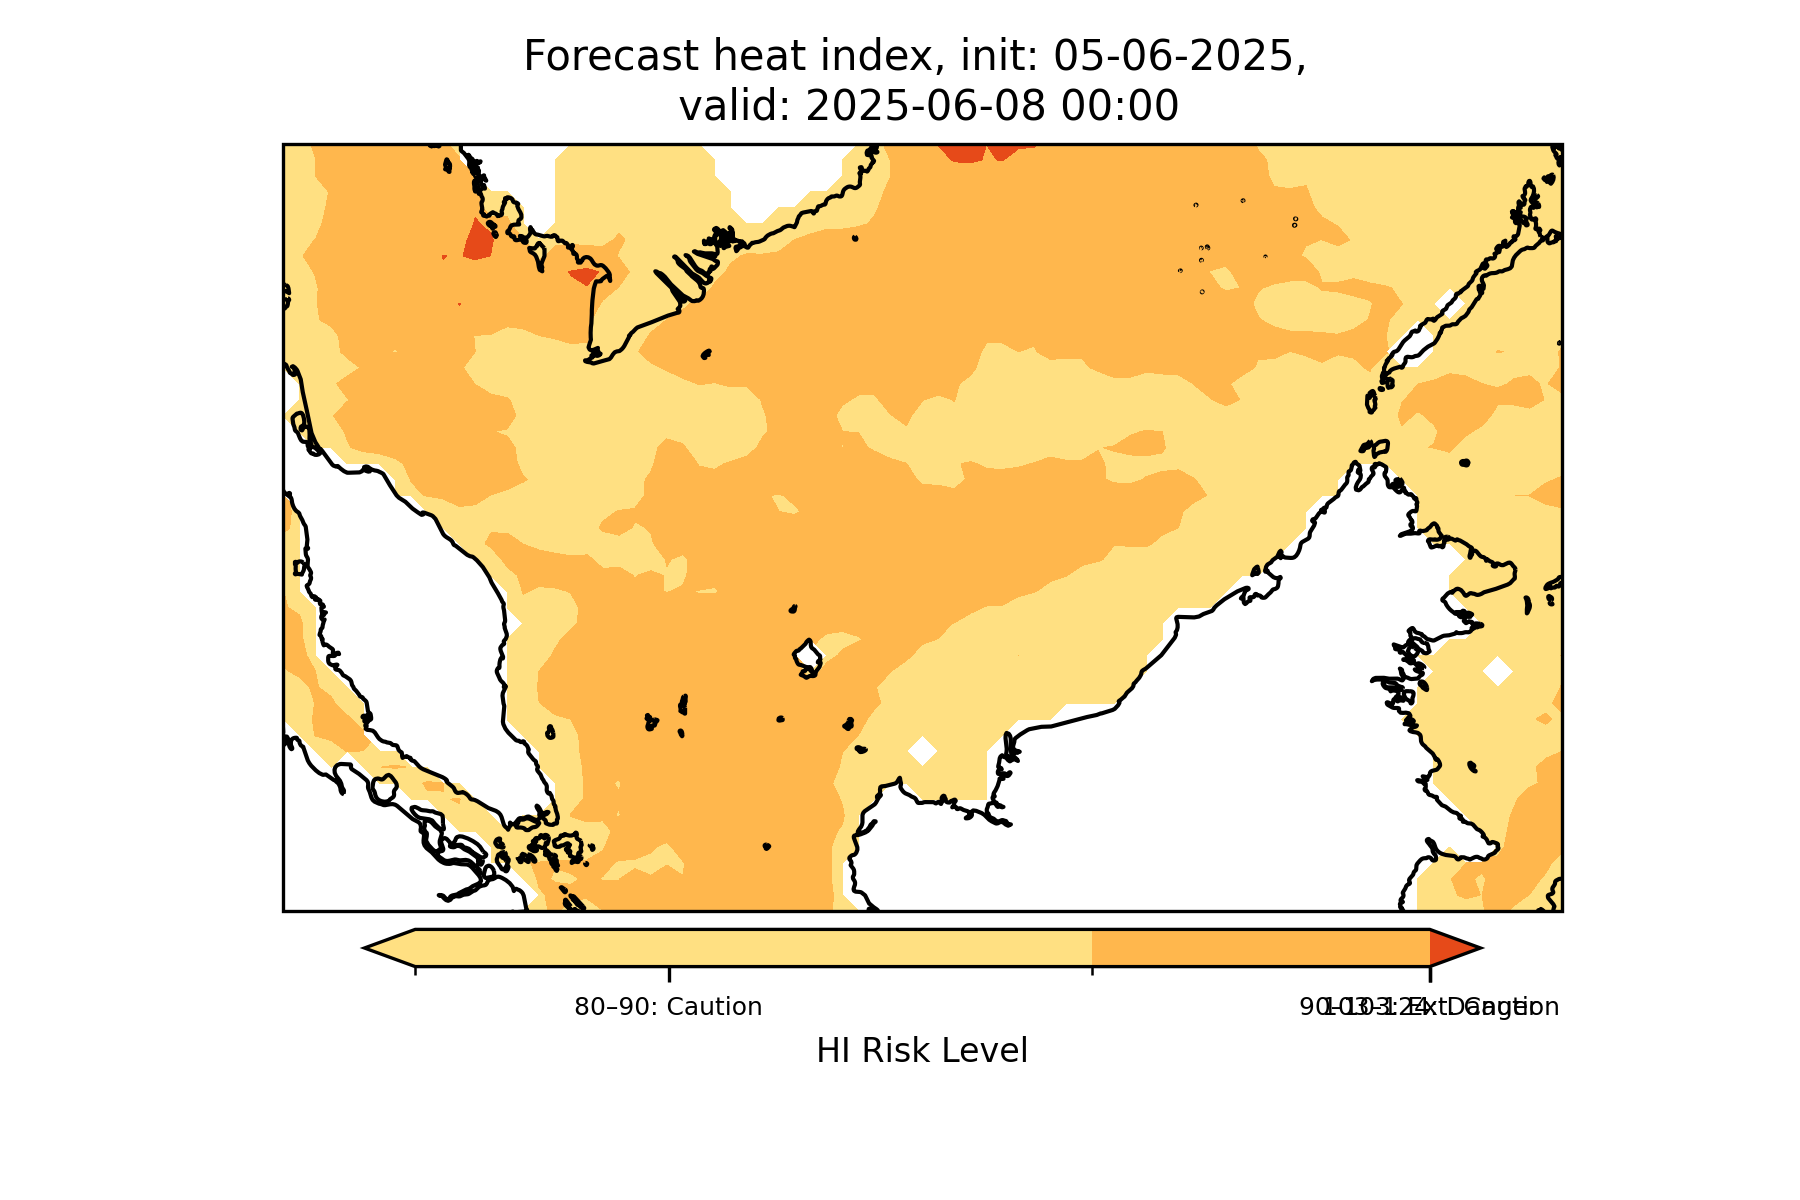 Forecast heat index, init: 05-06-2025,
valid: 2025-06-08 00:00
80–90: Caution
HI Risk Level